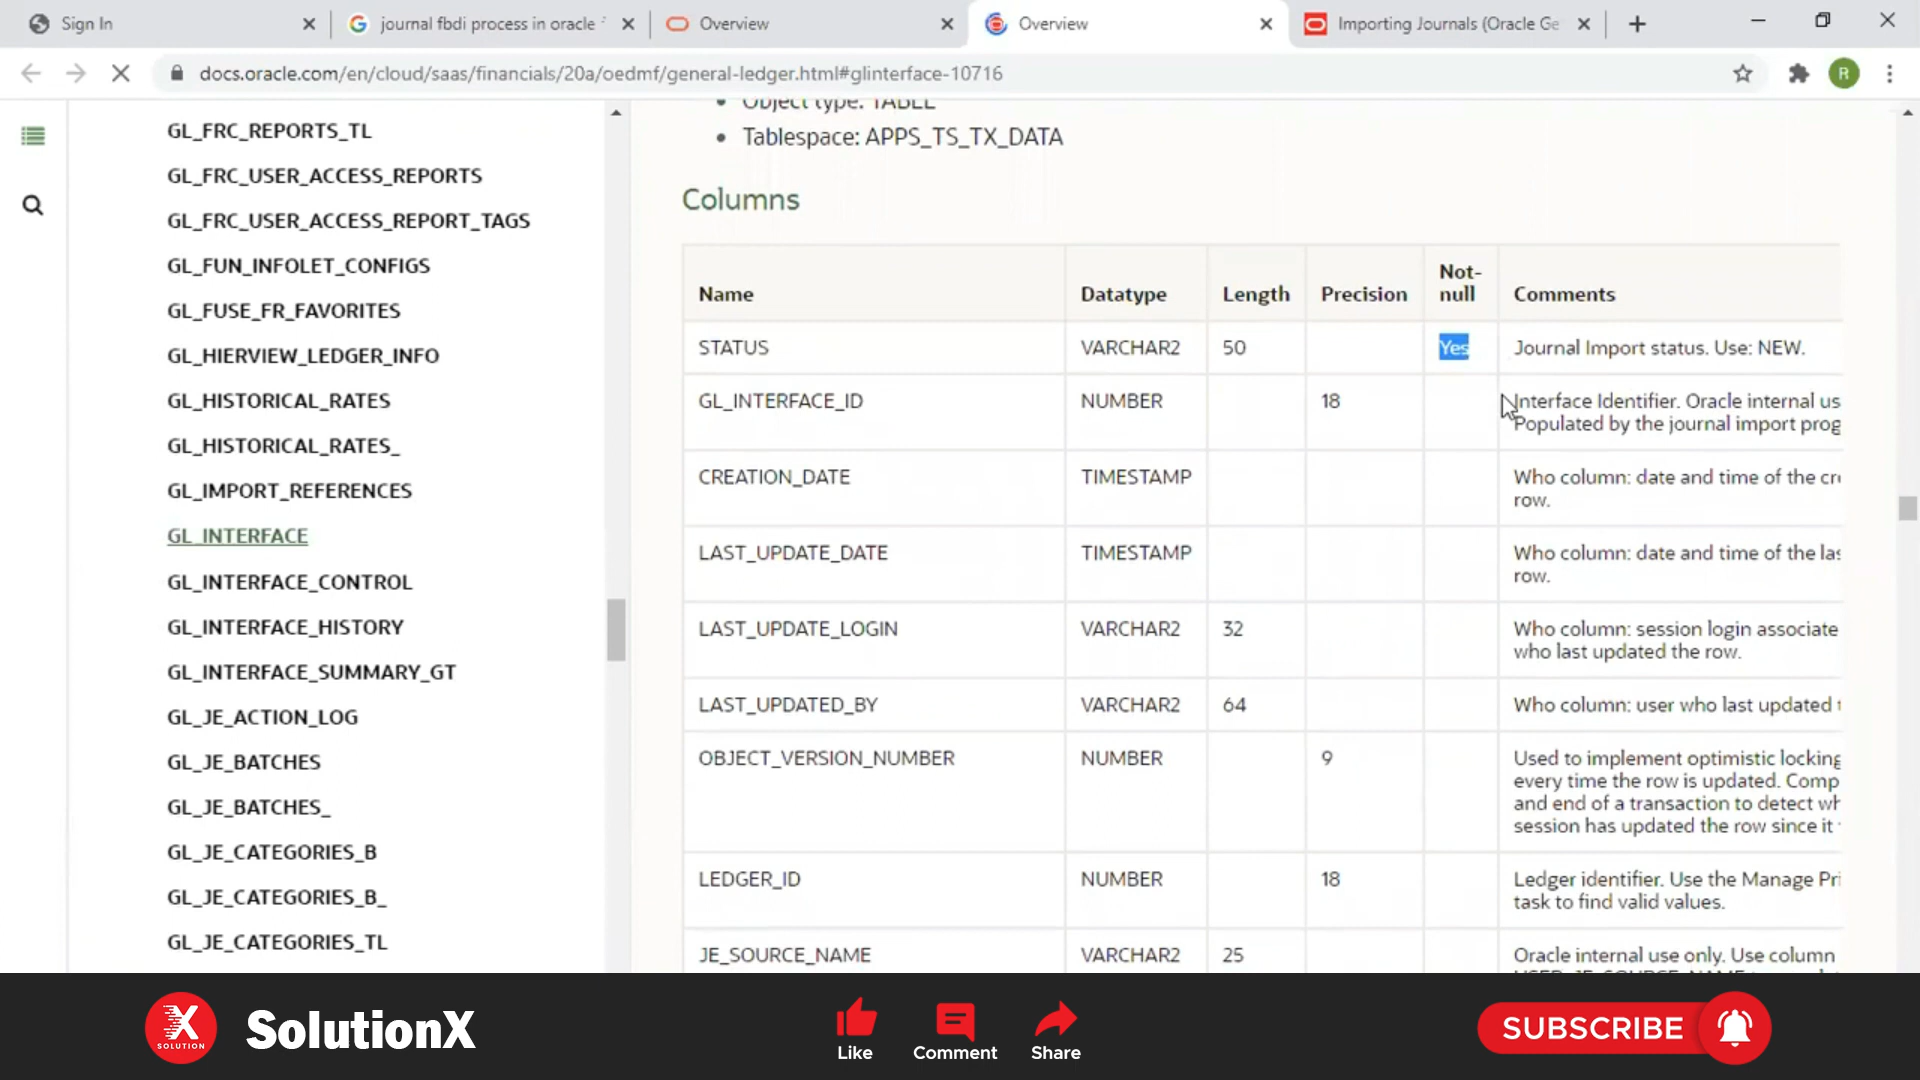 Sign In
journal fbdi process in oracle
Overview
Overview
Importing Journals (Oracle Ge
docs.oracle.com/en/cloud/saas/financials/20a/oedmf/general-ledger.html#glinterface-10716
R
GL_FRC_REPORTS_TL
GL_FRC_USER_ACCESS_REPORTS
GL_FRC_USER_ACCESS_REPORT_TAGS
GL_FUN_INFOLET_CONFIGS
GL_FUSE_FR_FAVORITES
GL_HIERVIEW_LEDGER_INFO
GL_HISTORICAL_RATES
GL_HISTORICAL_RATES_
GL_IMPORT_REFERENCES
GL_INTERFACE
GL_INTERFACE_CONTROL
GL_INTERFACE_HISTORY
GL_INTERFACE_SUMMARY_GT
GL_JE_ACTION_LOG
GL_JE_BATCHES
GL_JE_BATCHES_
GL_JE_CATEGORIES_B
GL_JE_CATEGORIES_B_
GL_JE_CATEGORIES_TL
• Object type: TABLE
• Tablespace: APPS_TS_TX_DATA
Columns
Name Datatype Length Precision Not-null Comments
STATUS VARCHAR2 50 Yes Journal Import status. Use: NEW.
GL_INTERFACE_ID NUMBER 18 Interface Identifier. Oracle internal us
Populated by the journal import prog
CREATION_DATE TIMESTAMP Who column: date and time of the cre
row.
LAST_UPDATE_DATE TIMESTAMP Who column: date and time of the las
row.
LAST_UPDATE_LOGIN VARCHAR2 32 Who column: session login associate
who last updated the row.
LAST_UPDATED_BY VARCHAR2 64 Who column: user who last updated t
OBJECT_VERSION_NUMBER NUMBER 9 Used to implement optimistic locking
every time the row is updated. Comp
and end of a transaction to detect wh
session has updated the row since it
LEDGER_ID NUMBER 18 Ledger identifier. Use the Manage Pri
task to find valid values.
JE_SOURCE_NAME VARCHAR2 25 Oracle internal use only. Use column
X
SOLUTION
SolutionX
Like
Comment
Share
SUBSCRIBE